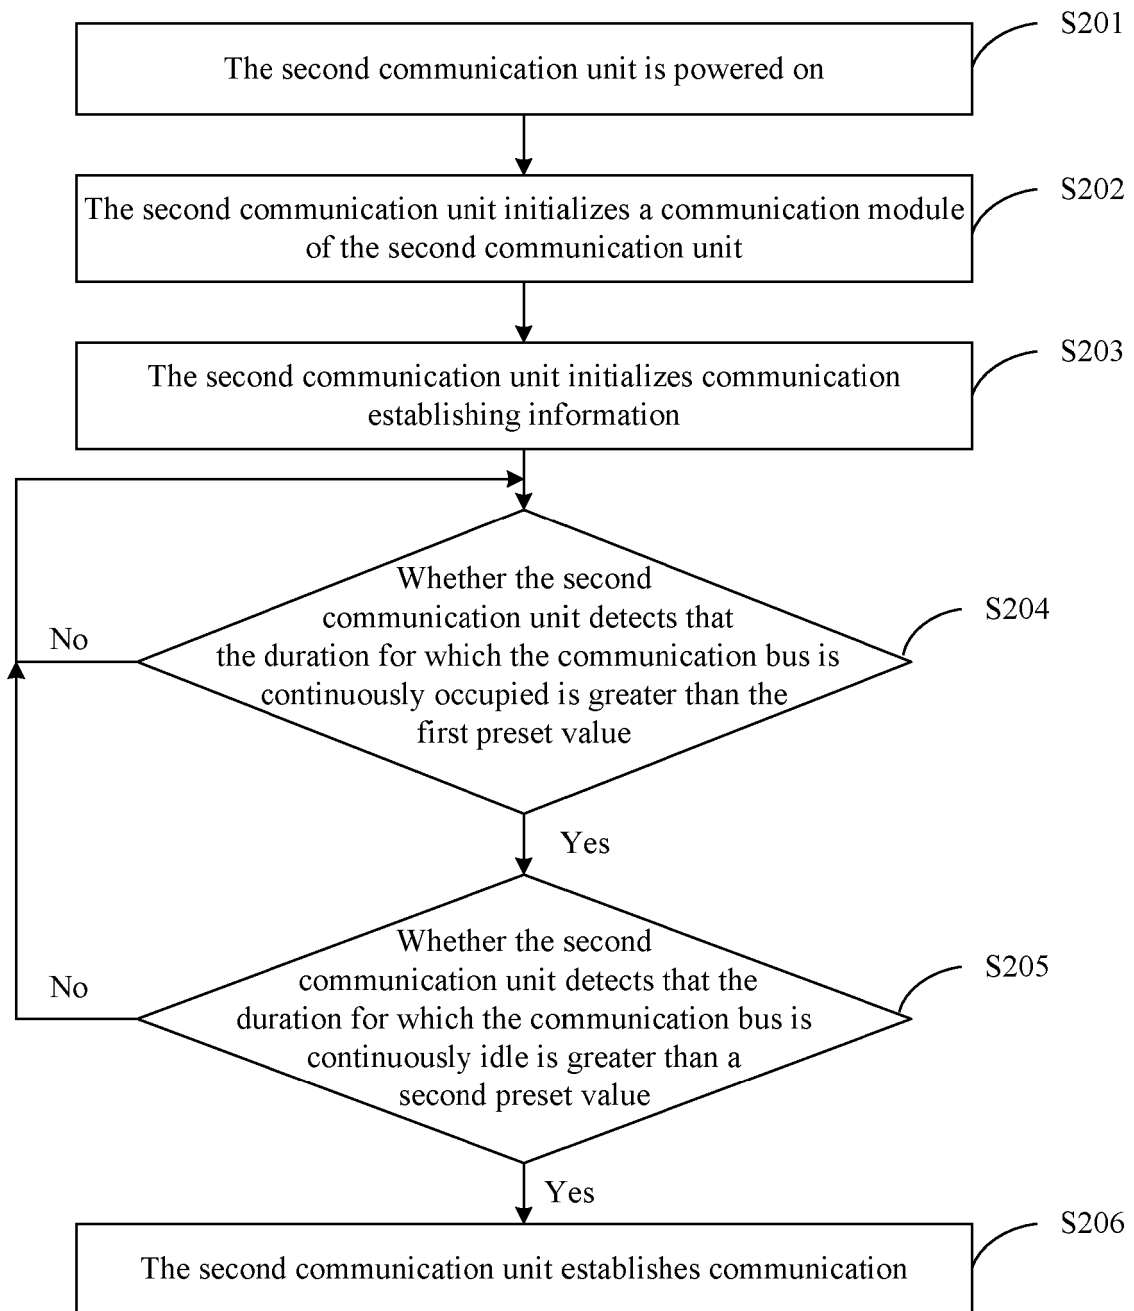 S201
The second communication unit is powered on
S202
The second communication unit initializes a communication module
of the second communication unit
S203
The second communication unit initializes communication
establishing information
Whether the second
communication unit detects that
the duration for which the communication bus is
continuously occupied is greater than the
first preset value
S204
No
Yes
Whether the second
communication unit detects that the
duration for which the communication bus is
continuously idle is greater than a
second preset value
S205
No
Yes
S206
The second communication unit establishes communication